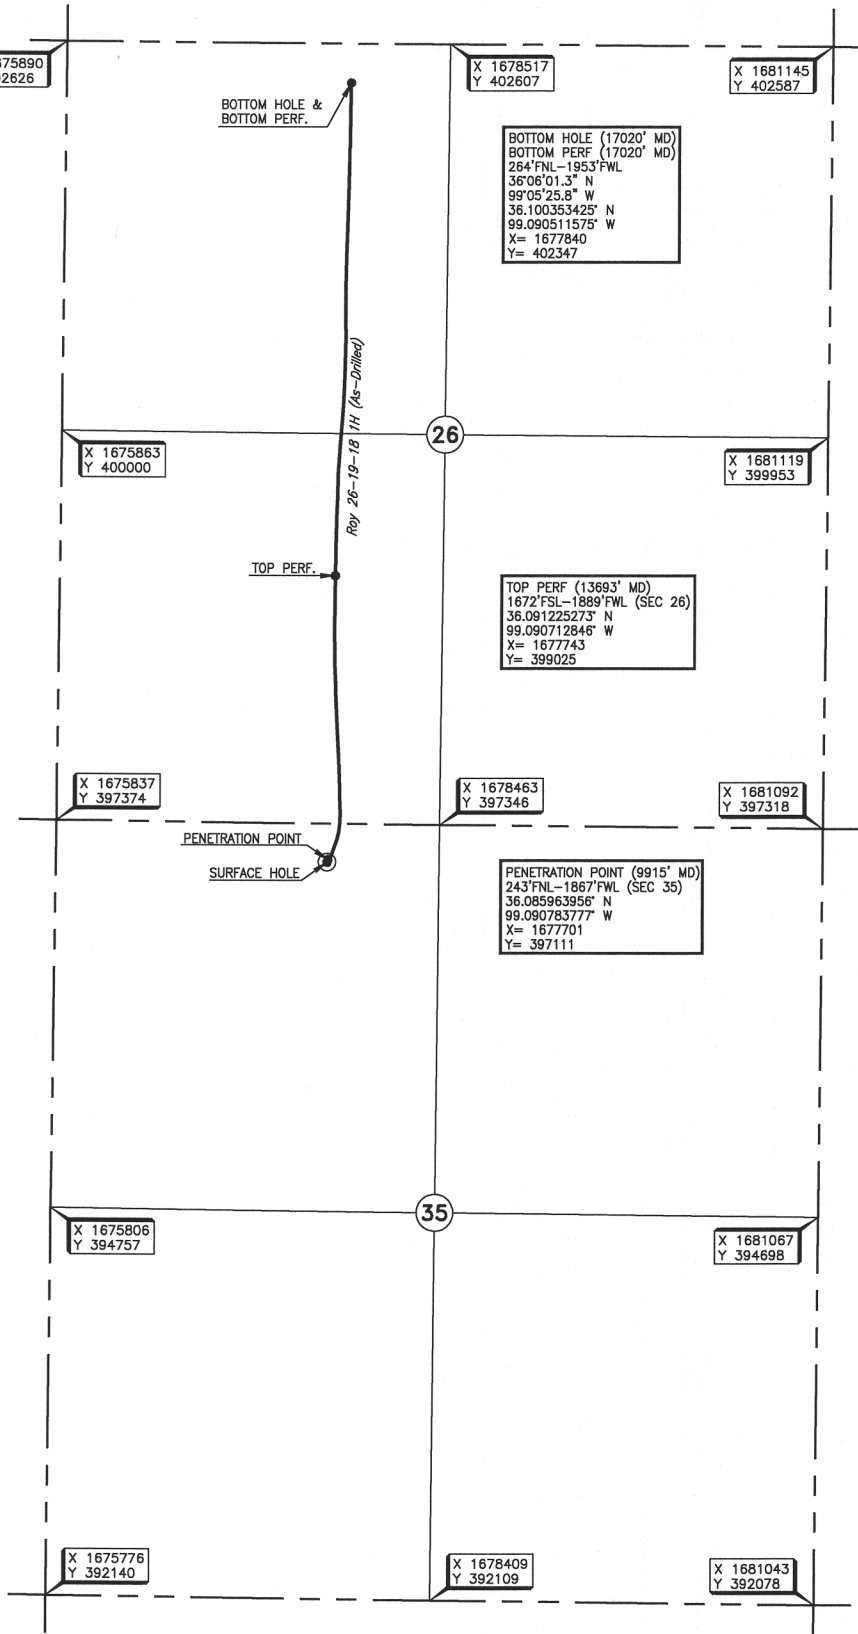 75890
02626
X 1678517
Y 402607
X 1681145
Y 402587
BOTTOM HOLE &
BOTTOM PERF.
BOTTOM HOLE (17020' MD)
BOTTOM PERF (17020' MD)
264'FNL-1953'FWL
36°06'01.3" N
99°05'25.8" W
36.100353425° N
99.090511575° W
X= 1677840
Y= 402347
Roy 26-19-18 1H (As-Drilled)
26
X 1675863
Y 400000
X 1681119
Y 399953
TOP PERF.
TOP PERF (13693' MD)
1672'FSL-1889'FWL (SEC 26)
36.091225273° N
99.090712846° W
X= 1677743
Y= 399025
X 1675837
Y 397374
X 1678463
Y 397346
X 1681092
Y 397318
PENETRATION POINT
SURFACE HOLE
PENETRATION POINT (9915' MD)
243'FNL-1867'FWL (SEC 35)
36.085963956° N
99.090783777° W
X= 1677701
Y= 397111
35
X 1675806
Y 394757
X 1681067
Y 394698
X 1675776
Y 392140
X 1678409
Y 392109
X 1681043
Y 392078